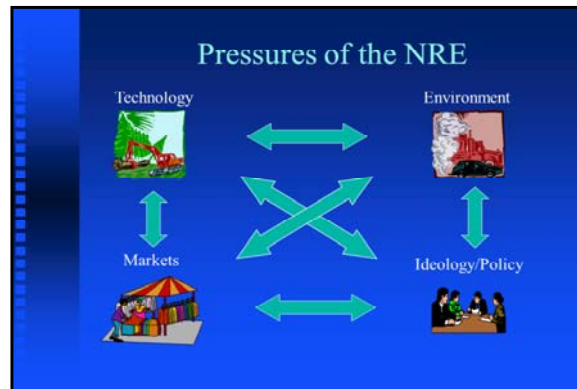 Pressures of the NRE
Technology
Environment
Markets
Ideology/Policy